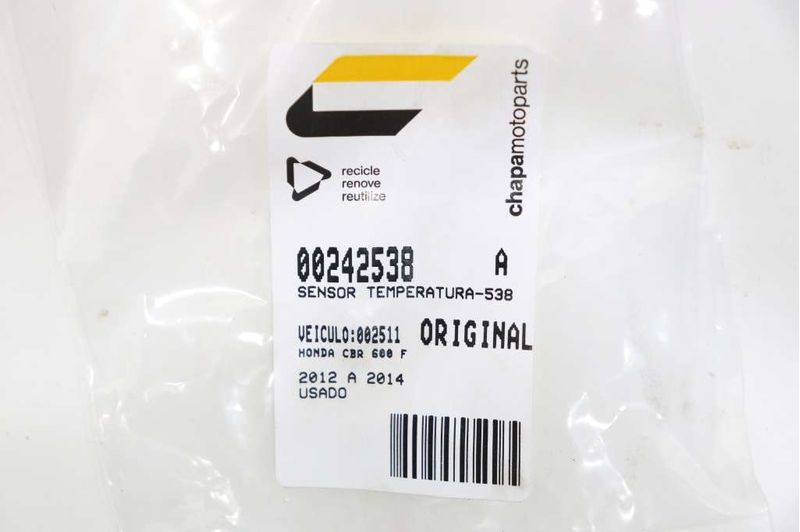 chapamotoparts
recicle
renove
reutilize
00242538 A
SENSOR TEMPERATURA-538
VEICULO:002511 ORIGINAL
HONDA CBR 600 F
2012 A 2014
USADO